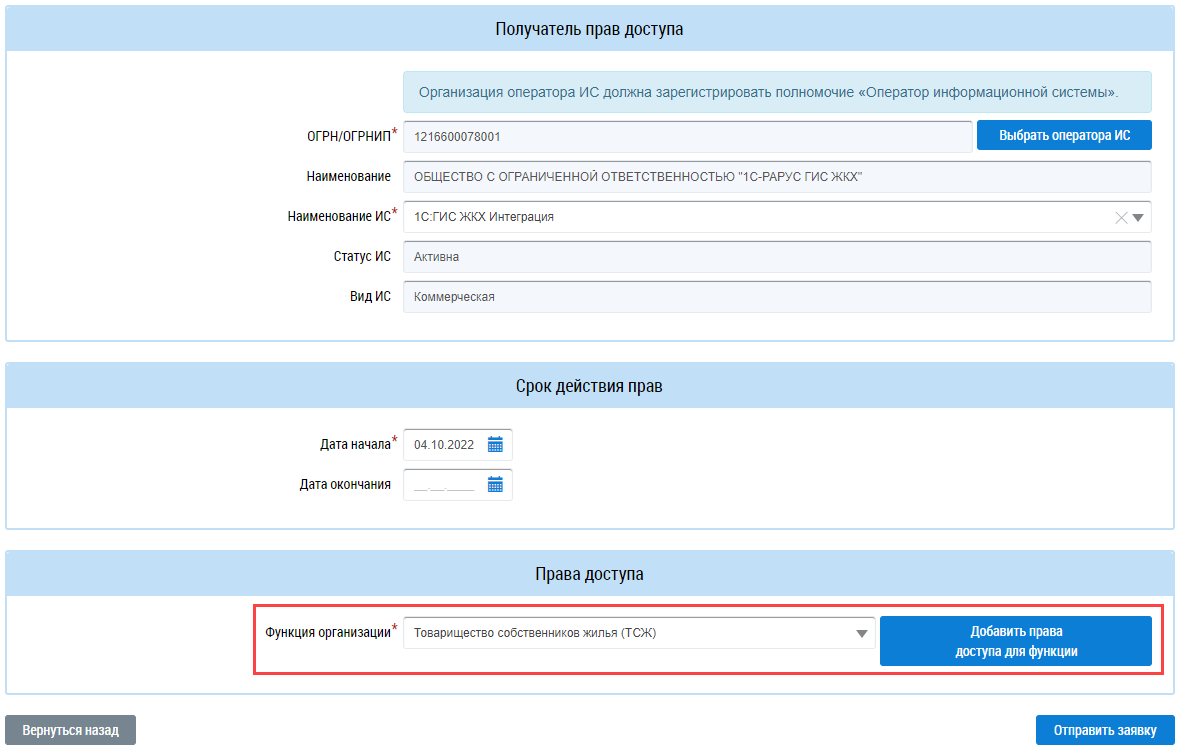 Получатель прав доступа
Организация оператора ИС должна зарегистрировать полномочие «Оператор информационной системы».
ОГРН/ОГРНИП* 1216600078001 Выбрать оператора ИС
Наименование ОБЩЕСТВО С ОГРАНИЧЕННОЙ ОТВЕТСТВЕННОСТЬЮ "1С-РАРУС ГИС ЖКХ"
Наименование ИС* 1С:ГИС ЖКХ Интеграция
Статус ИС Активна
Вид ИС Коммерческая
Срок действия прав
Дата начала* 04.10.2022
Дата окончания __.__.____
Права доступа
Функция организации* Товарищество собственников жилья (ТСЖ) Добавить права
доступа для функции
Вернуться назад Отправить заявку